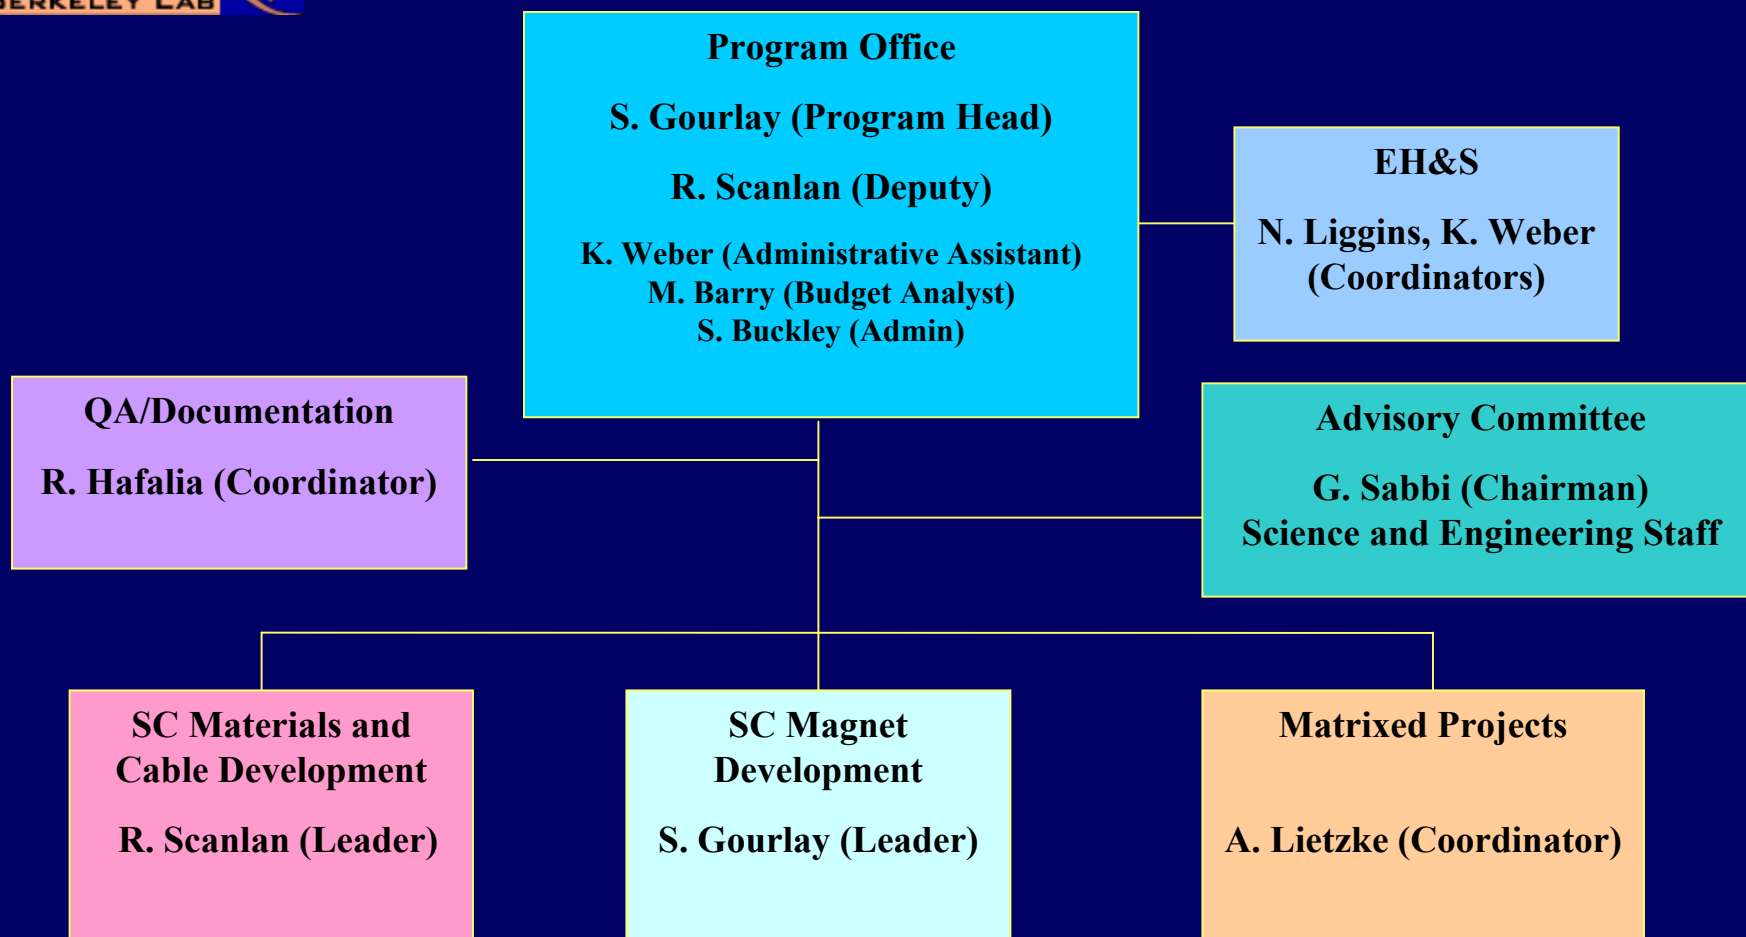 BERKELEY LAB
Program Office
S. Gourlay (Program Head)
R. Scanlan (Deputy)
K. Weber (Administrative Assistant)
M. Barry (Budget Analyst)
S. Buckley (Admin)
EH&S
N. Liggins, K. Weber
(Coordinators)
QA/Documentation
R. Hafalia (Coordinator)
Advisory Committee
G. Sabbi (Chairman)
Science and Engineering Staff
SC Materials and
Cable Development
R. Scanlan (Leader)
SC Magnet
Development
S. Gourlay (Leader)
Matrixed Projects
A. Lietzke (Coordinator)